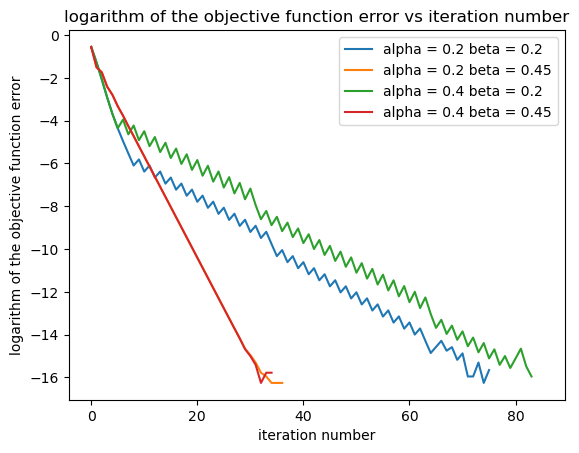 logarithm of the objective function error vs iteration number
logarithm of the objective function error
0
−2
−4
−6
−8
−10
−12
−14
−16
alpha = 0.2 beta = 0.2
alpha = 0.2 beta = 0.45
alpha = 0.4 beta = 0.2
alpha = 0.4 beta = 0.45
0
20
40
60
80
iteration number